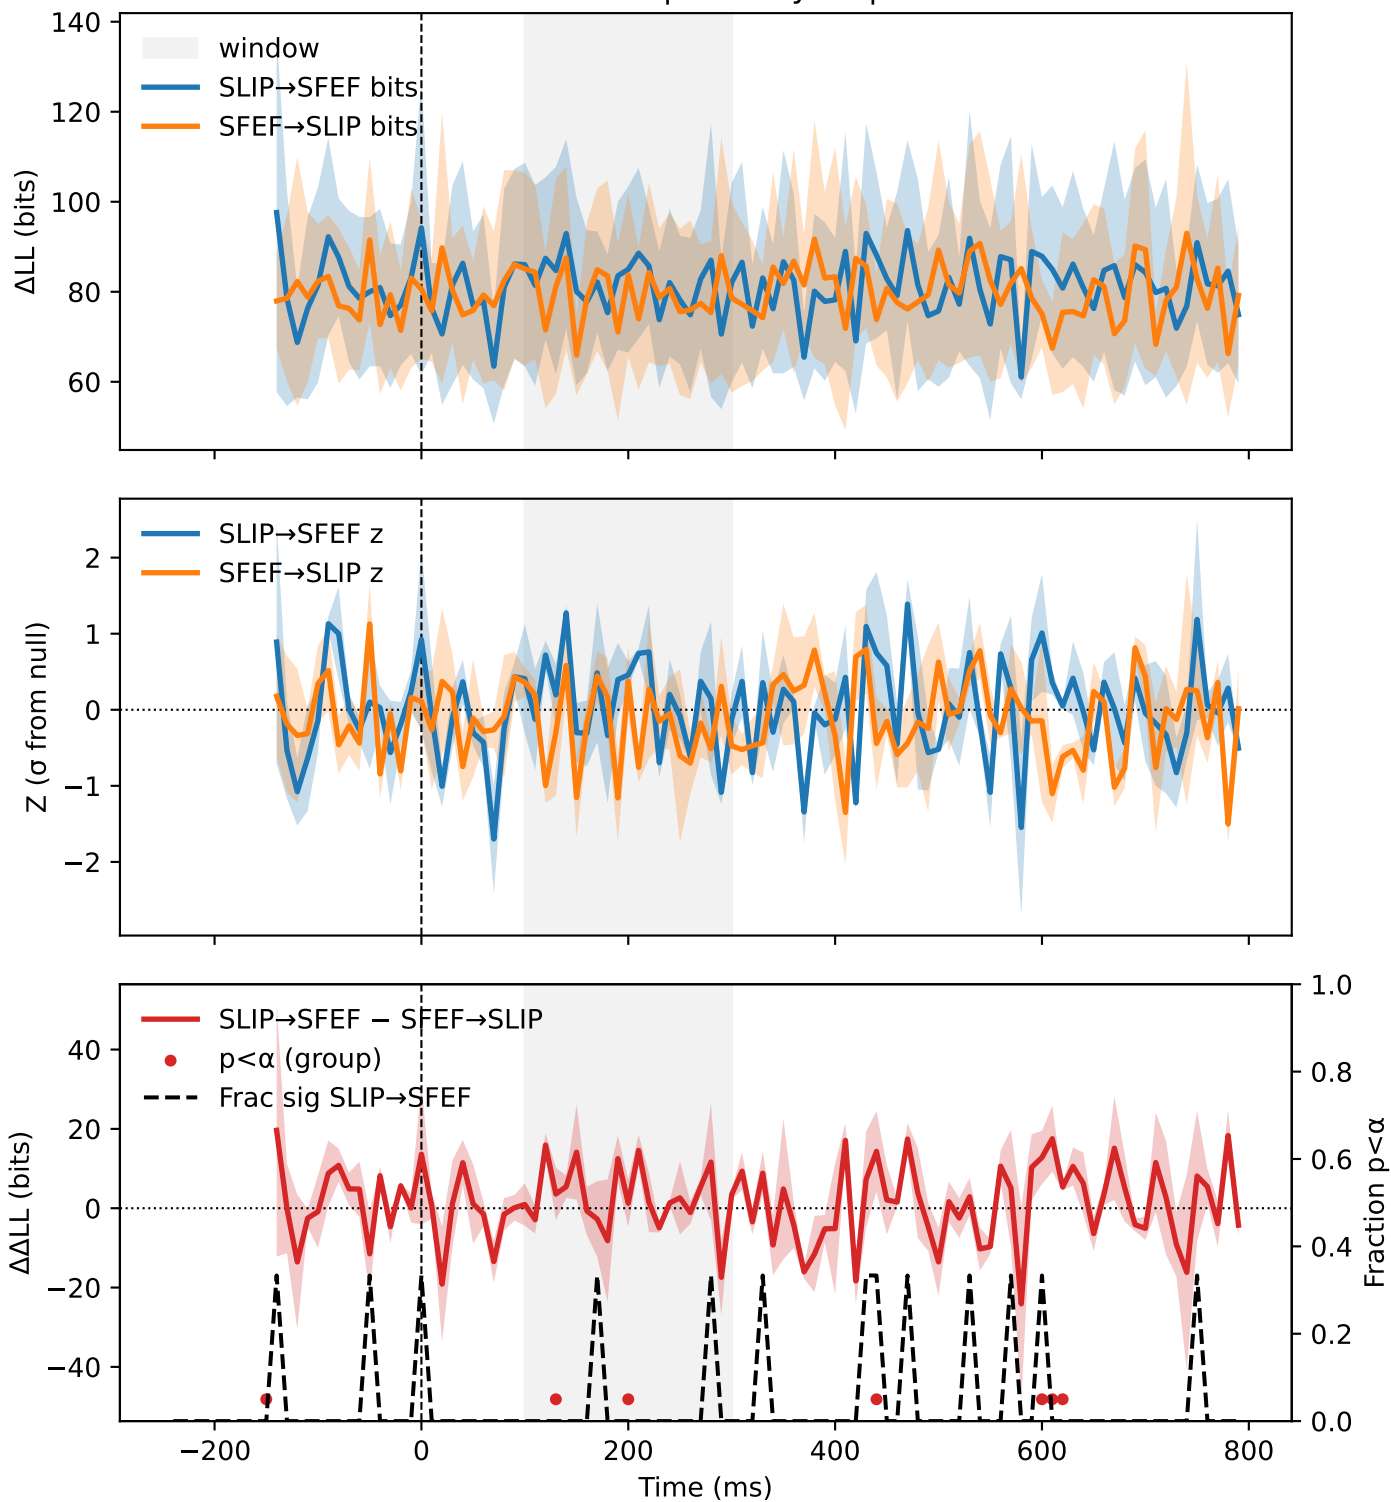 140
120
100
80
60
ΔLL (bits)
window
SLIP→SFEF bits
SFEF→SLIP bits
2
1
0
−1
−2
Z (σ from null)
SLIP→SFEF z
SFEF→SLIP z
40
20
0
−20
−40
ΔΔLL (bits)
SLIP→SFEF − SFEF→SLIP
p<α (group)
Frac sig SLIP→SFEF
1.0
0.8
0.6
0.4
0.2
0.0
Fraction p<α
−200
0
200
400
600
800
Time (ms)